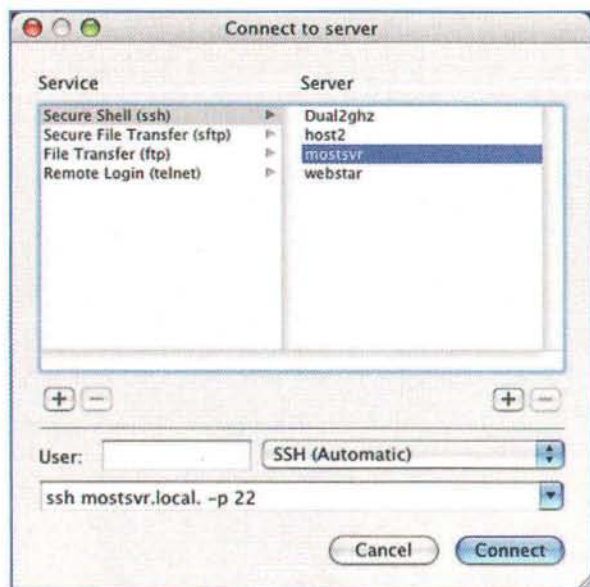 Connect to server
Service
Server
Secure Shell (ssh)
Secure File Transfer (sftp)
File Transfer (ftp)
Remote Login (telnet)
Dual2ghz
host2
mostsvr
webstar
User:
SSH (Automatic)
ssh mostsvr.local. -p 22
Cancel
Connect